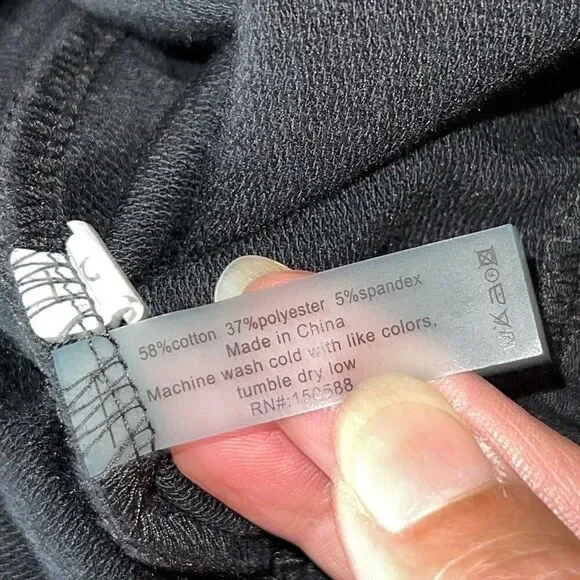 58%cotton 37%polyester 5%spandex
Made in China
Machine wash cold with like colors,
tumble dry low
RN#:150588